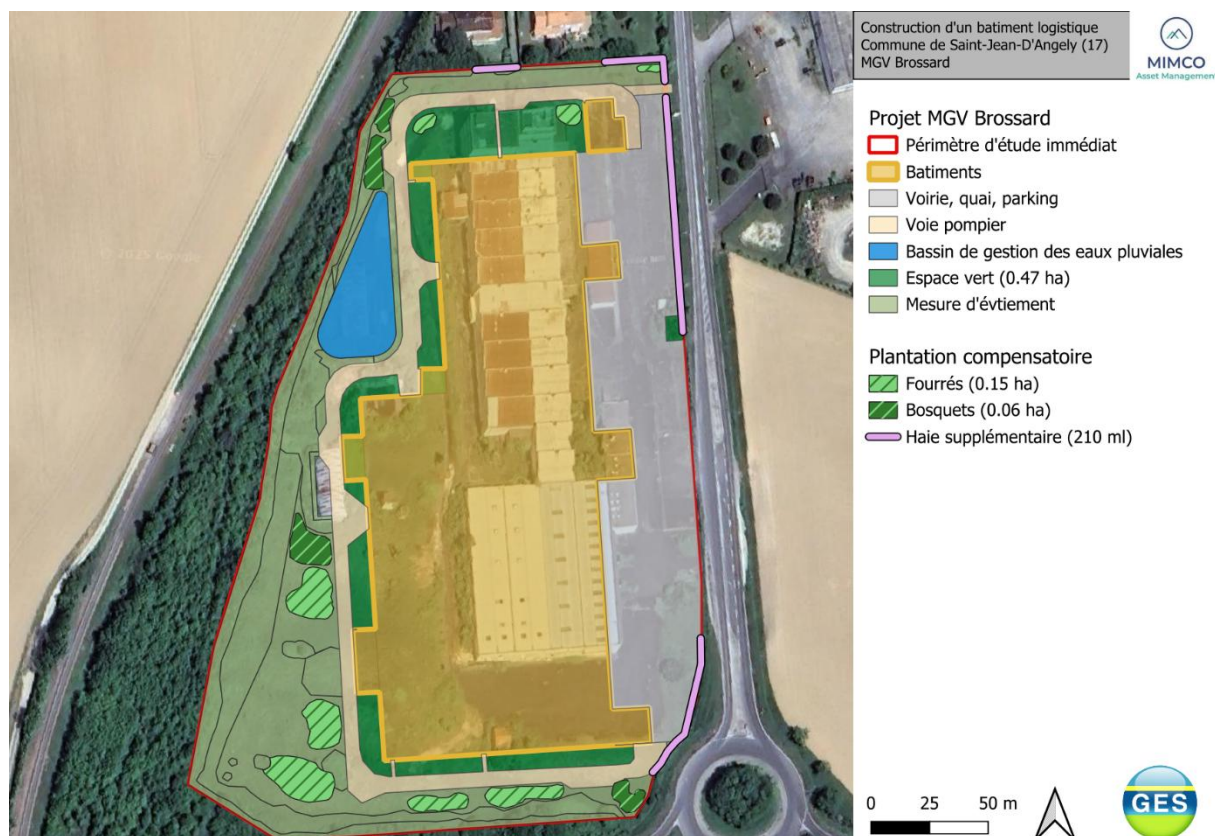 Construction d'un batiment logistique
Commune de Saint-Jean-D'Angely (17)
MGV Brossard
MIMCO
Asset Management
Projet MGV Brossard
Périmètre d'étude immédiat
Batiments
Voirie, quai, parking
Voie pompier
Bassin de gestion des eaux pluviales
Espace vert (0.47 ha)
Mesure d'évtiement
Plantation compensatoire
Fourrés (0.15 ha)
Bosquets (0.06 ha)
Haie supplémentaire (210 ml)
0 25 50 m
GES